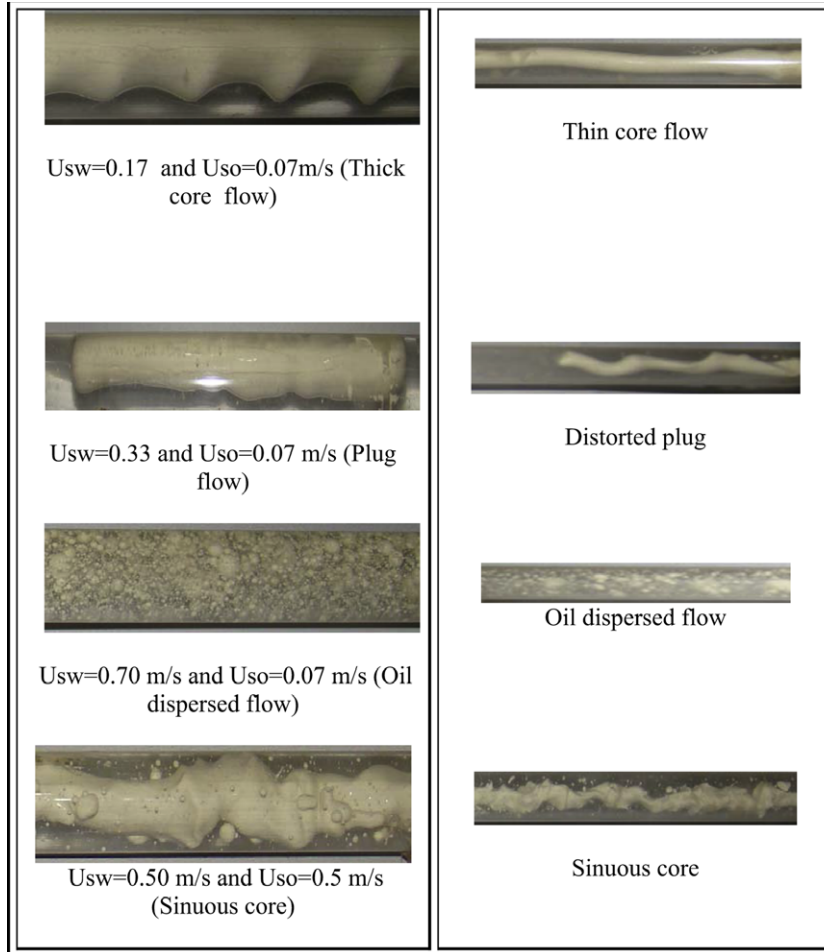 Usw=0.17 and Uso=0.07m/s (Thick
core flow)
Usw=0.33 and Uso=0.07 m/s (Plug
flow)
Usw=0.70 m/s and Uso=0.07 m/s (Oil
dispersed flow)
Usw=0.50 m/s and Uso=0.5 m/s
(Sinuous core)
Thin core flow
Distorted plug
Oil dispersed flow
Sinuous core